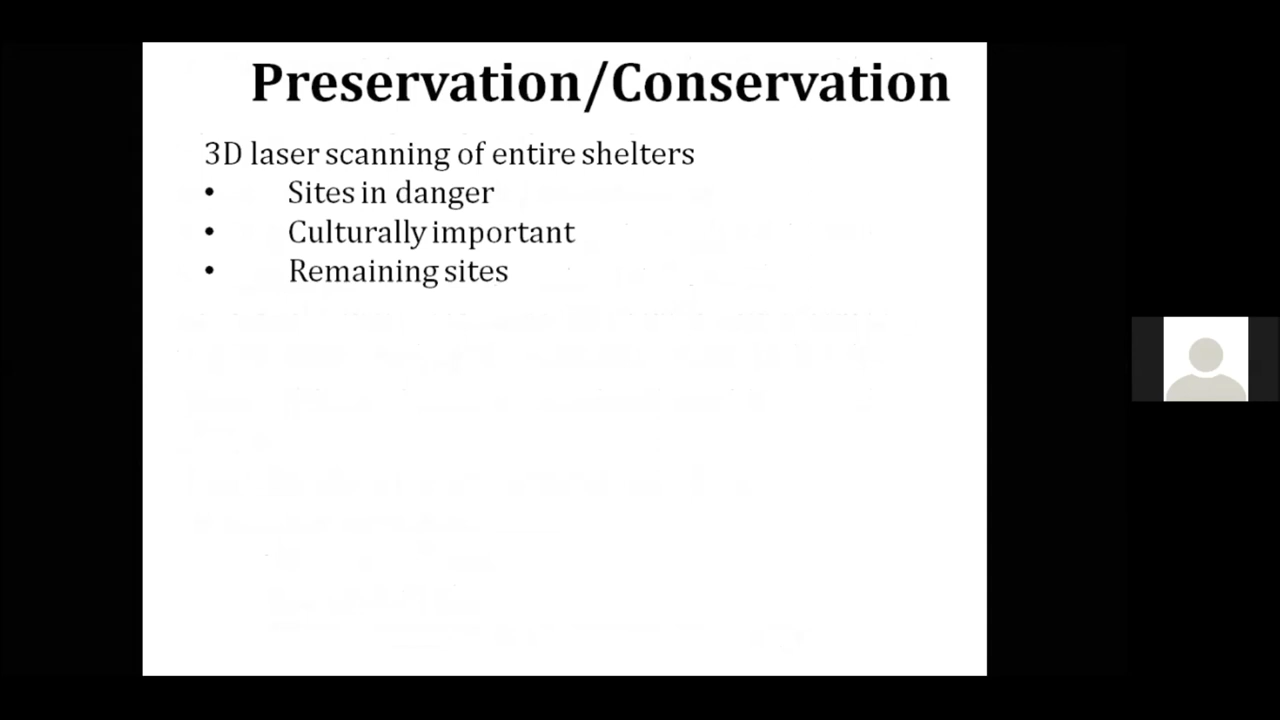 Preservation/Conservation
3D laser scanning of entire shelters
• Sites in danger
• Culturally important
• Remaining sites